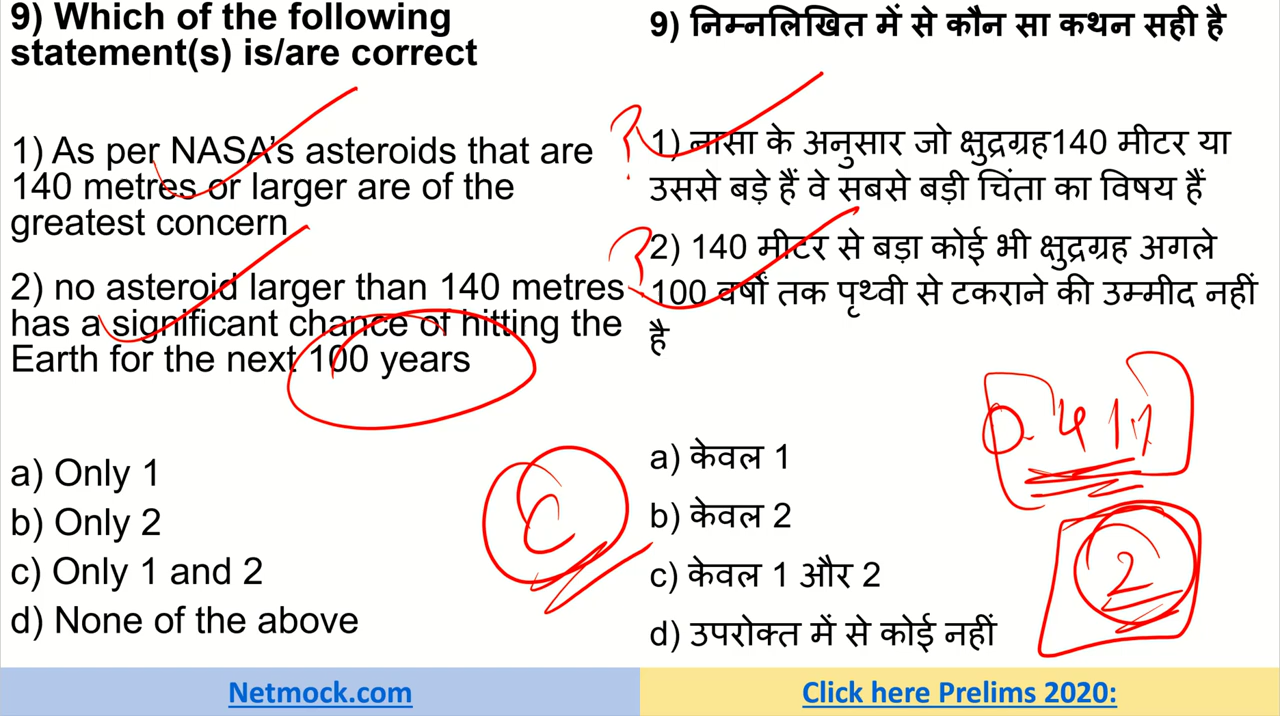 9) Which of the following
statement(s) is/are correct
1) As per NASA's asteroids that are
140 metres or larger are of the
greatest concern
2) no asteroid larger than 140 metres
has a significant chance of hitting the
Earth for the next 100 years
a) Only 1
b) Only 2
c) Only 1 and 2
d) None of the above
C
Netmock.com
9) निम्नलिखित में से कौन सा कथन सही है
? 1) नासा के अनुसार जो क्षुद्रग्रह140 मीटर या
उससे बड़े हैं वे सबसे बड़ी चिंता का विषय हैं
? 2) 140 मीटर से बड़ा कोई भी क्षुद्रग्रह अगले
100 वर्षों तक पृथ्वी से टकराने की उम्मीद नहीं
है
a) केवल 1
b) केवल 2
c) केवल 1 और 2
d) उपरोक्त में से कोई नहीं
2
Click here Prelims 2020: